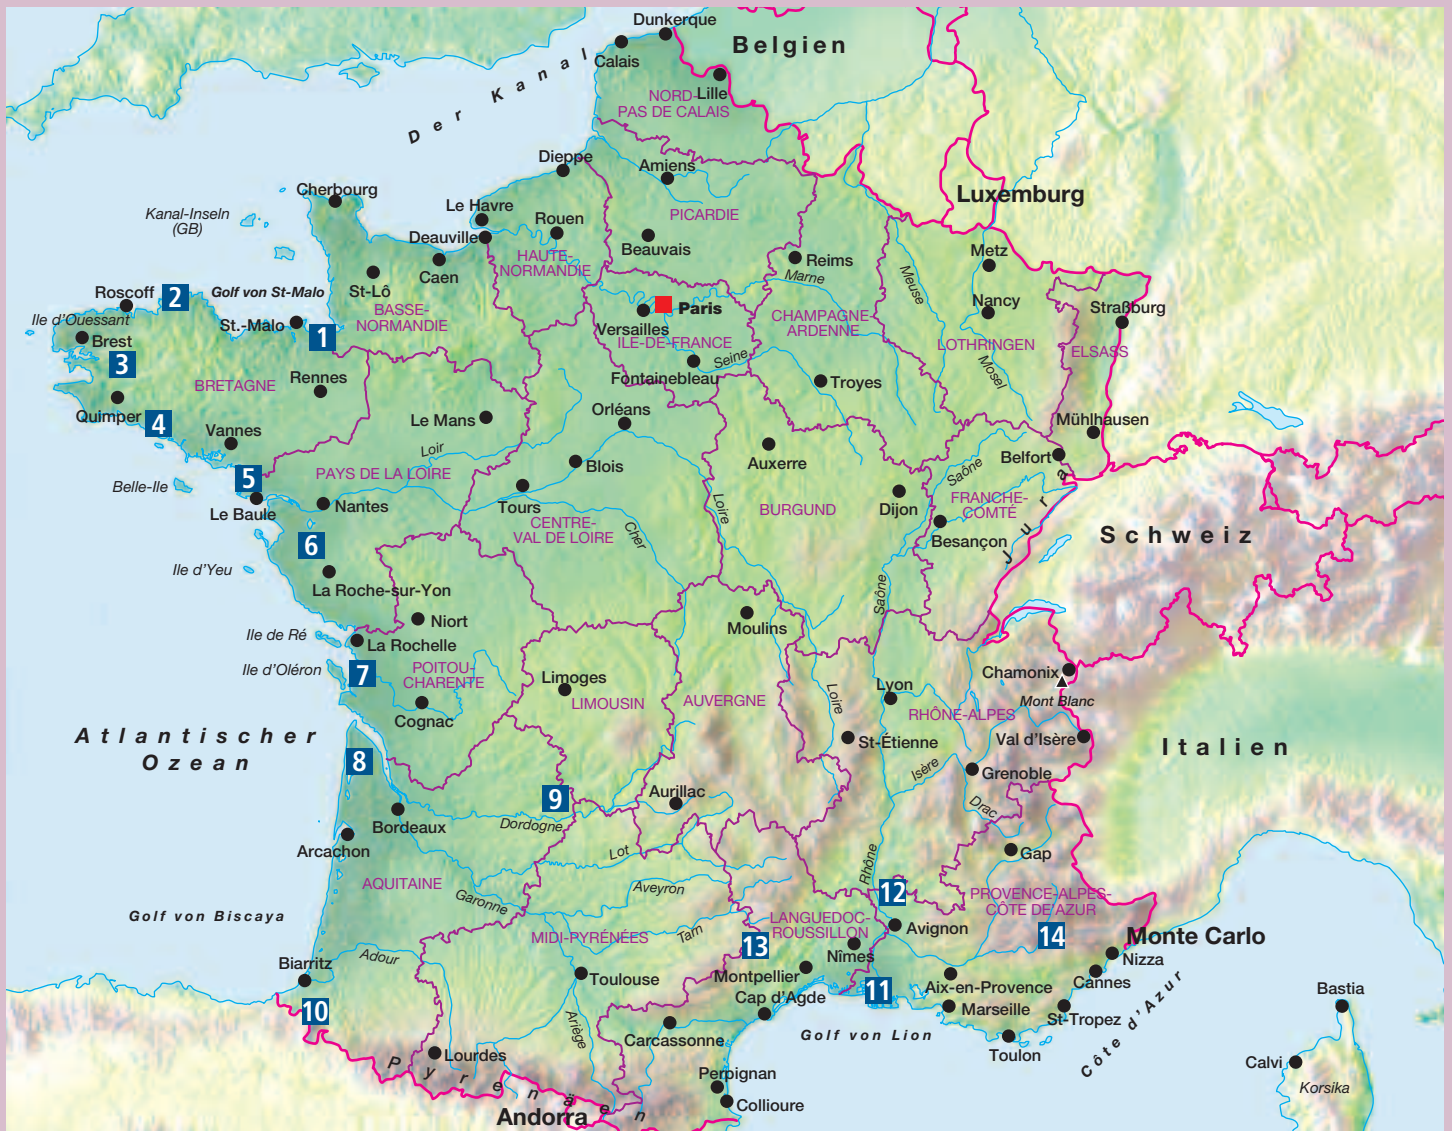 Dunkerque
Belgien
Calais
Der Kanal
Lille
NORD-
PAS DE CALAIS
Dieppe
Amiens
Cherbourg
Luxemburg
Kanal-Inseln
(GB)
Le Havre
Rouen
PICARDIE
Deauville
Beauvais
Metz
HAUTE-
NORMANDIE
Reims
Caen
Marne
Meuse
St-Lô
Roscoff
2
Golf von St-Malo
Nancy
Paris
Straßburg
BASSE-
NORMANDIE
CHAMPAGNE-
ARDENNE
Ile d'Ouessant
St.-Malo
1
Versailles
Brest
ILE-DE-FRANCE
LOTHRINGEN
ELSASS
3
Seine
Mosel
BRETAGNE
Rennes
Fontainebleau
Troyes
Quimper
4
Le Mans
Orléans
Mühlhausen
Vannes
Loir
Auxerre
Belfort
Blois
Saône
PAYS DE LA LOIRE
5
Belle-Ile
Le Baule
Nantes
Tours
Loire
BURGUND
Dijon
FRANCHE-
COMTÉ
Jura
CENTRE-
VAL DE LOIRE
Cher
Besançon
Schweiz
6
Ile d'Yeu
La Roche-sur-Yon
Saône
Niort
Moulins
Ile de Ré
La Rochelle
Ile d'Oléron
7
POITOU-
CHARENTE
Limoges
Chamonix
Mont Blanc
LIMOUSIN
AUVERGNE
Loire
Lyon
RHÔNE-ALPES
Cognac
Atlantischer
Ozean
St-Étienne
Val d'Isère
Italien
8
Isère
Grenoble
9
Aurillac
Drac
Bordeaux
Dordogne
Arcachon
Lot
Rhône
Gap
AQUITAINE
Aveyron
12
PROVENCE-ALPES-
CÔTE DE AZUR
Garonne
Golf von Biscaya
LANGUEDOC-
ROUSSILLON
Avignon
MIDI-PYRÉNÉES
Tarn
13
14
Monte Carlo
Nîmes
Adour
Biarritz
Nizza
Toulouse
Montpellier
Cannes
11
Aix-en-Provence
Bastia
Cap d'Agde
10
Marseille
St-Tropez
Côte d'Azur
Ariège
Carcassonne
Golf von Lion
Toulon
Lourdes
Calvi
Pyrenäen
Perpignan
Korsika
Collioure
Andorra